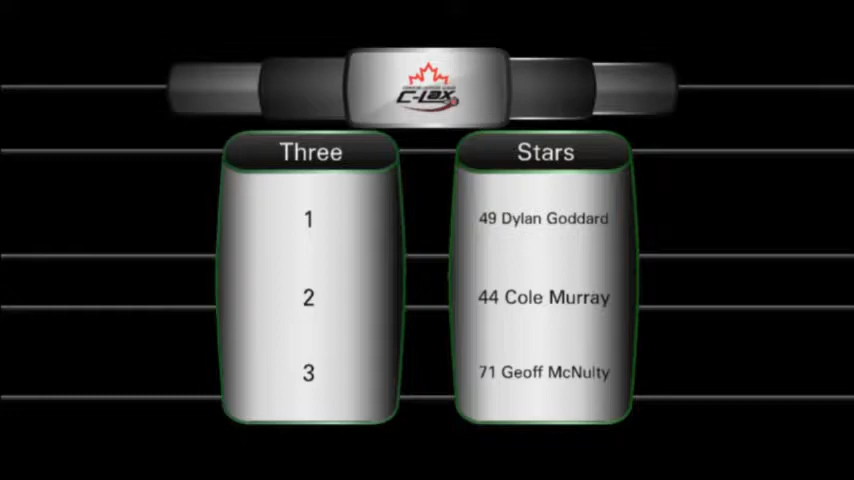 C-Lax
Three Stars
1 49 Dylan Goddard
2 44 Cole Murray
3 71 Geoff McNulty